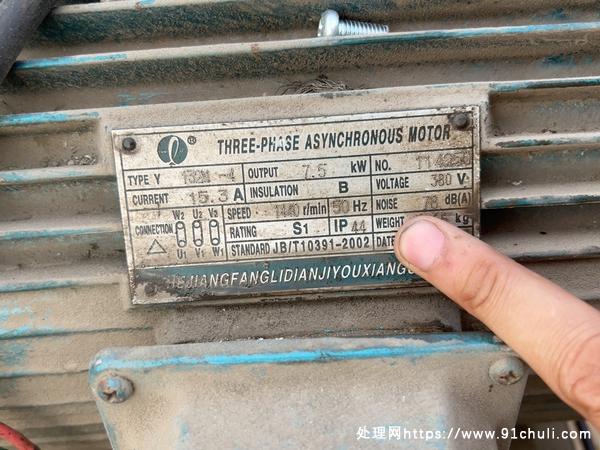 THREE-PHASE ASYNCHRONOUS MOTOR
TYPE Y 132M -4 OUTPUT 7.5 kW NO.
CURRENT 15.3 A INSULATION B VOLTAGE 380 V
CONNECTION W2 U2 V2 SPEED 1440 r/min 50 Hz NOISE 78 dB(A)
RATING S1 IP 44 WEIGHT kg
△ U1 V1 W1 STANDARD JB/T10391-2002 DATE
处理网https://www.91chuli.com/